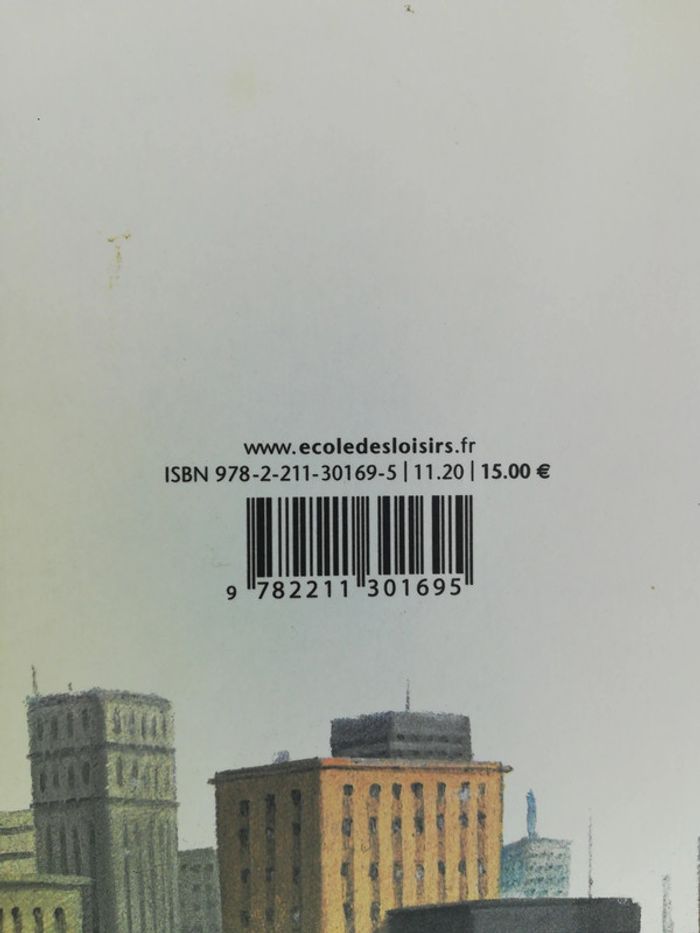 www.ecoledesloisirs.fr
ISBN 978-2-211-30169-5 | 11.20 | 15.00 €
9 782211 301695